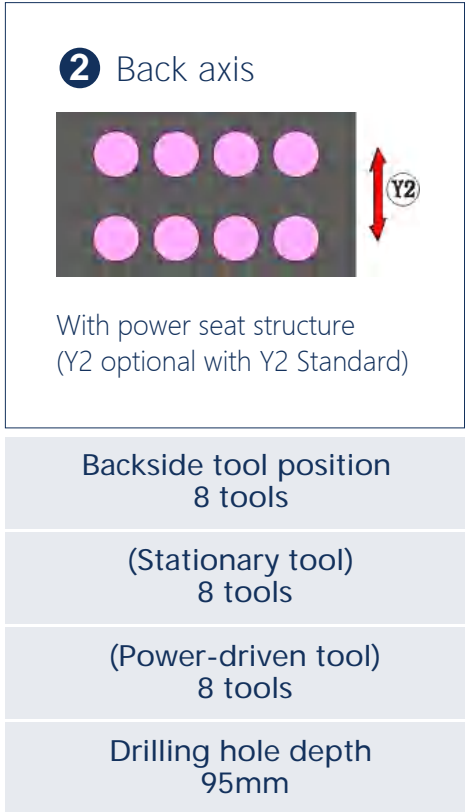 2 Back axis
Y2
With power seat structure
(Y2 optional with Y2 Standard)
Backside tool position
8 tools
(Stationary tool)
8 tools
(Power-driven tool)
8 tools
Drilling hole depth
95mm